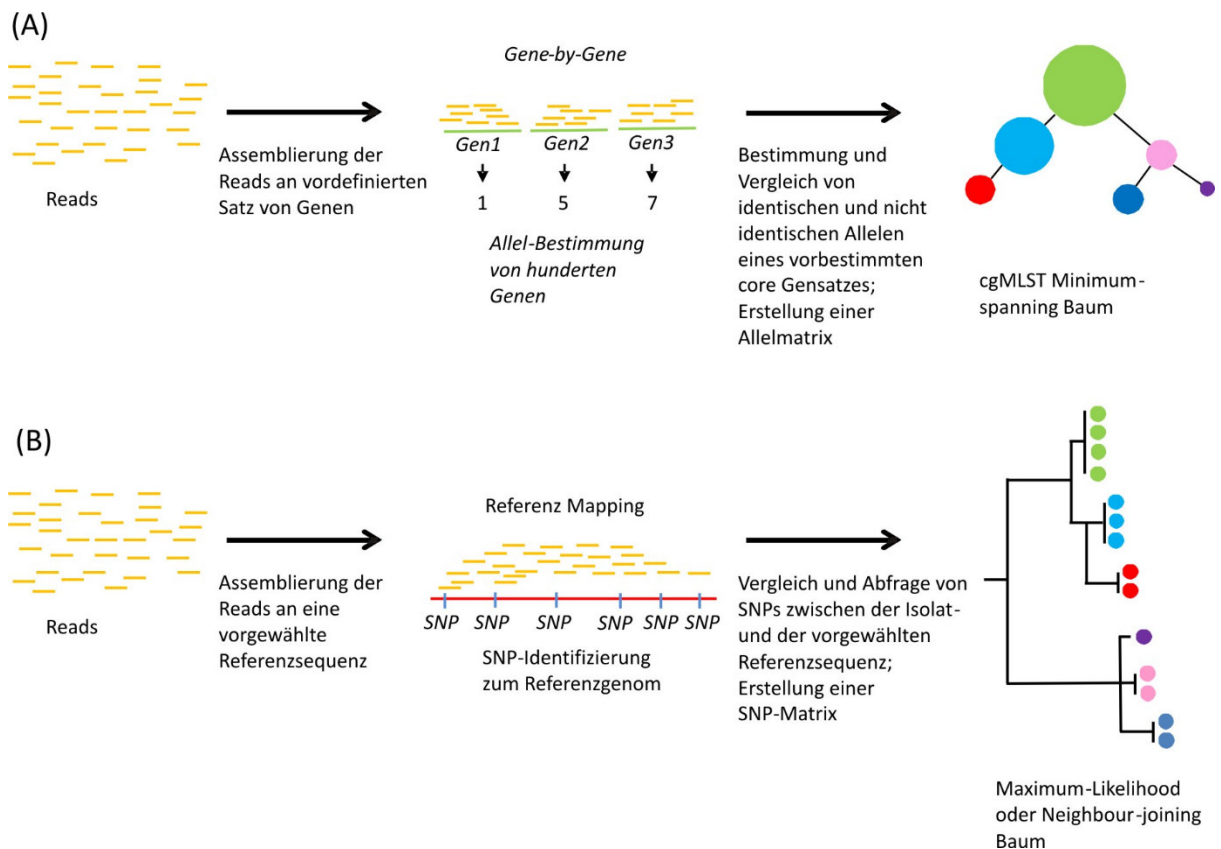 (A)
Reads
Assemblierung der
Reads an vordefinierten
Satz von Genen
Gene-by-Gene
Gen1 Gen2 Gen3
1 5 7
Allel-Bestimmung
von hunderten
Genen
Bestimmung und
Vergleich von
identischen und nicht
identischen Allelen
eines vorbestimmten
core Gensatzes;
Erstellung einer
Allelmatrix
cgMLST Minimum-
spanning Baum
(B)
Reads
Assemblierung der
Reads an eine
vorgewählte
Referenzsequenz
Referenz Mapping
SNP SNP SNP SNP SNP SNP
SNP-Identifizierung
zum Referenzgenom
Vergleich und Abfrage von
SNPs zwischen der Isolat-
und der vorgewählten
Referenzsequenz;
Erstellung einer
SNP-Matrix
Maximum-Likelihood
oder Neighbour-joining
Baum